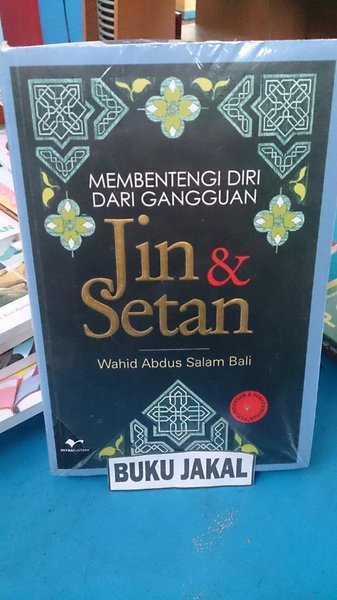 MEMBENTENGI DIRI
DARI GANGGUAN
Jin &
Setan
Wahid Abdus Salam Bali
BUKU JAKAL